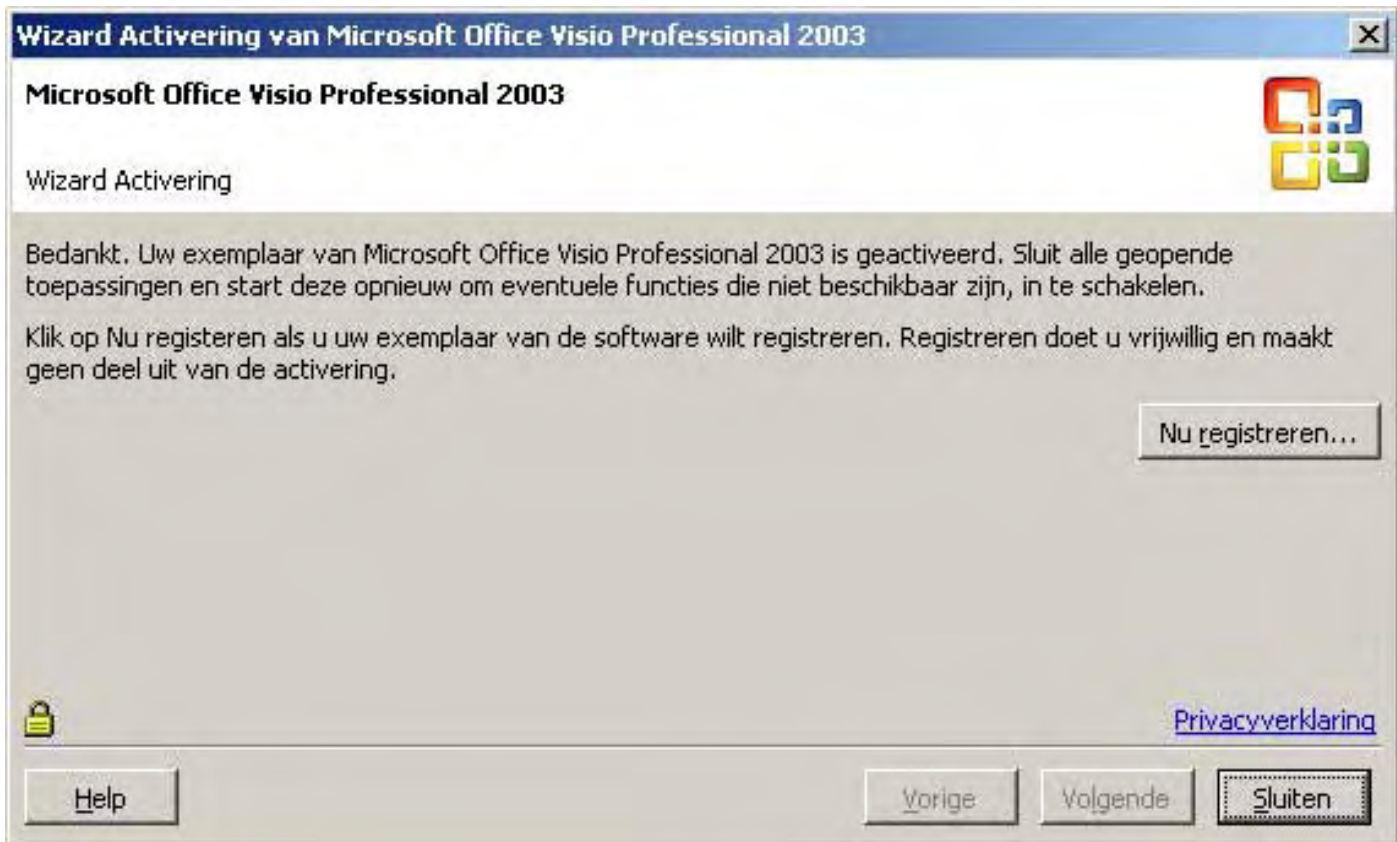 Wizard Activering van Microsoft Office Visio Professional 2003
Microsoft Office Visio Professional 2003
Wizard Activering
Bedankt. Uw exemplaar van Microsoft Office Visio Professional 2003 is geactiveerd. Sluit alle geopende
toepassingen en start deze opnieuw om eventuele functies die niet beschikbaar zijn, in te schakelen.
Klik op Nu registeren als u uw exemplaar van de software wilt registreren. Registreren doet u vrijwillig en maakt
geen deel uit van de activering.
Nu registreren...
Privacyverklaring
Help
Vorige
Volgende
Sluiten